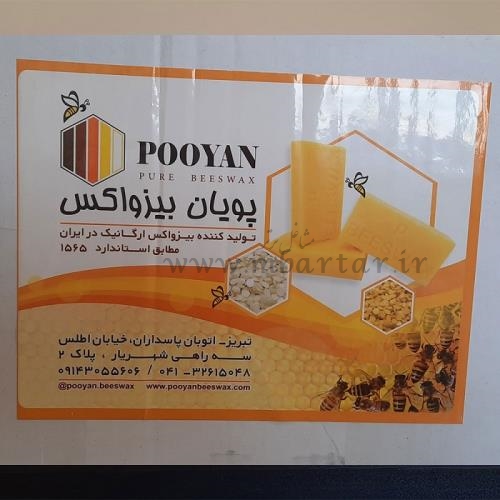 POOYAN
PURE BEESWAX
پویان بیزواکس
تولید کننده بیزواکس ارگانیک در ایران
مطابق استاندارد ۱۵۶۵
www.mbartar.ir
تبریز - اتوبان پاسداران، خیابان اطلس
سه راهی شهریار ، پلاک ۲
۰۹۱۴۳۰۵۵۶۰۶ / ۰۴۱ -۳۲۶۱۵۰۴۸
@pooyan.beeswax www.pooyanbeeswax.com